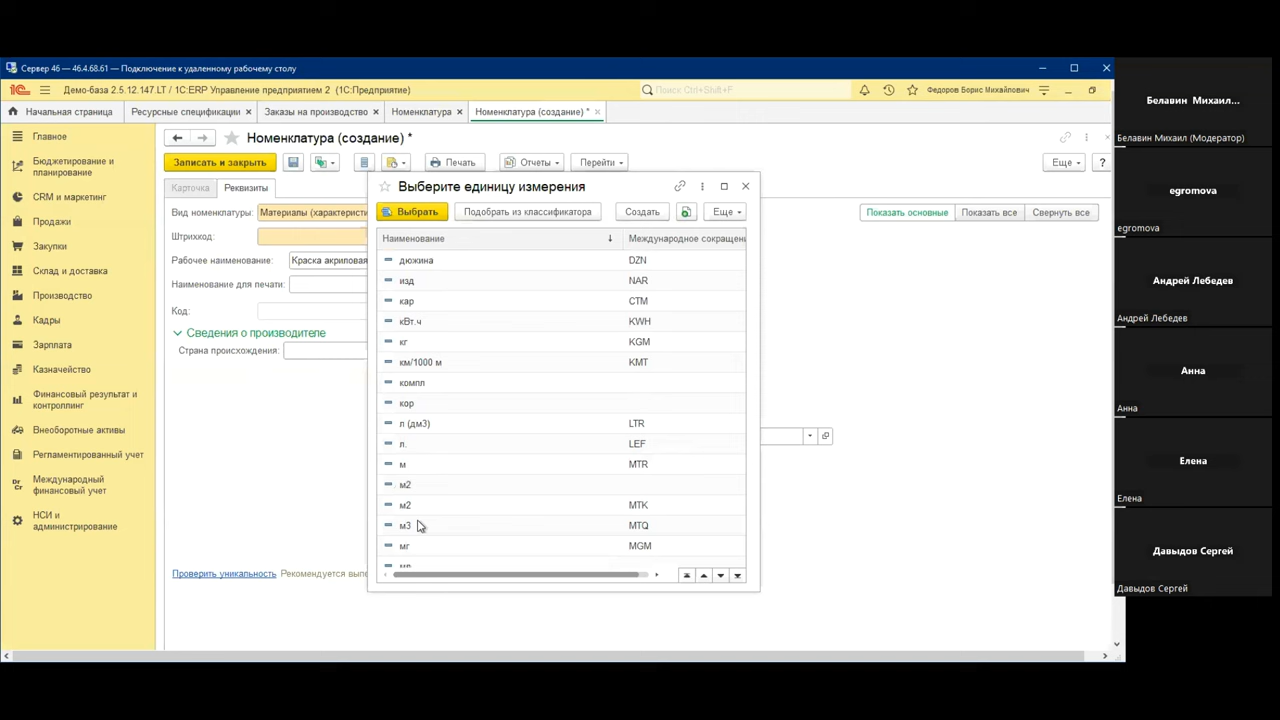 Сервер 46 — 46.4.68.61 — Подключение к удаленному рабочему столу
Демо-база 2.5.12.147.LT / 1С:ERP Управление предприятием 2 (1С:Предприятие)
Поиск Ctrl+Shift+F
Федоров Борис Михайлович
Начальная страница
Ресурсные спецификации
Заказы на производство
Номенклатура
Номенклатура (создание) *
Главное
Бюджетирование и
планирование
CRM и маркетинг
Продажи
Закупки
Склад и доставка
Производство
Кадры
Зарплата
Казначейство
Финансовый результат и
контроллинг
Внеоборотные активы
Регламентированный учет
Международный
финансовый учет
НСИ и
администрирование
Номенклатура (создание) *
Записать и закрыть
Печать
Отчеты
Перейти
Еще
?
Карточка
Реквизиты
Вид номенклатуры:
Материалы (характеристи
Показать основные
Показать все
Свернуть все
Штрихкод:
Рабочее наименование:
Краска акриловая
Наименование для печати:
Код:
Сведения о производителе
Страна происхождения:
Проверить уникальность
Рекомендуется
Выберите единицу измерения
Выбрать
Подобрать из классификатора
Создать
Еще
Наименование
Международное сокращени
дюжина DZN
изд NAR
кар CTM
кВт.ч KWH
кг KGM
км/1000 м KMT
компл
кор
л (дм3) LTR
л. LEF
м MTR
м2
м2 MTK
м3 MTQ
мг MGM
Белавин Михаил...
Белавин Михаил (Модератор)
egromova
egromova
Андрей Лебедев
Андрей Лебедев
Анна
Анна
Елена
Елена
Давыдов Сергей
Давыдов Сергей